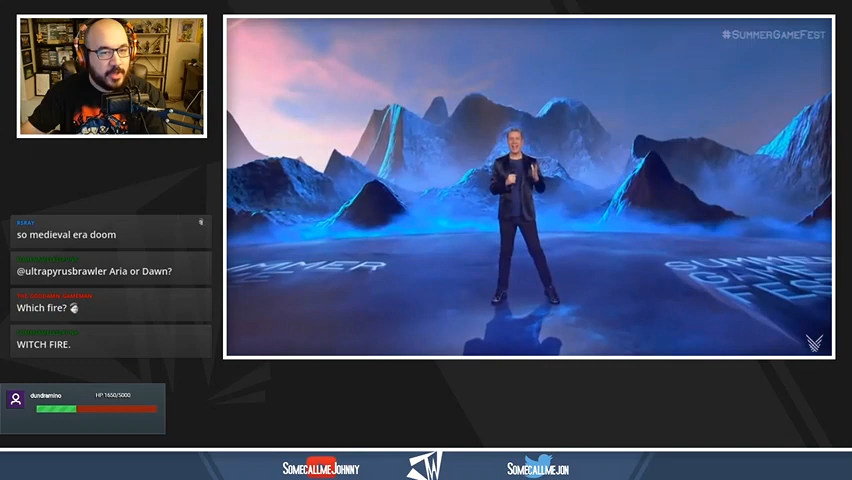 #SUMMERGAMEFEST
so medieval era doom
@ultrapyrusbrawler Aria or Dawn?
Which fire?
WITCH FIRE.
dundramino HP 1650/5000
SUMMER
GAME
FEST
SOMECALLMEJOHNNY
SOMECALLMEJON